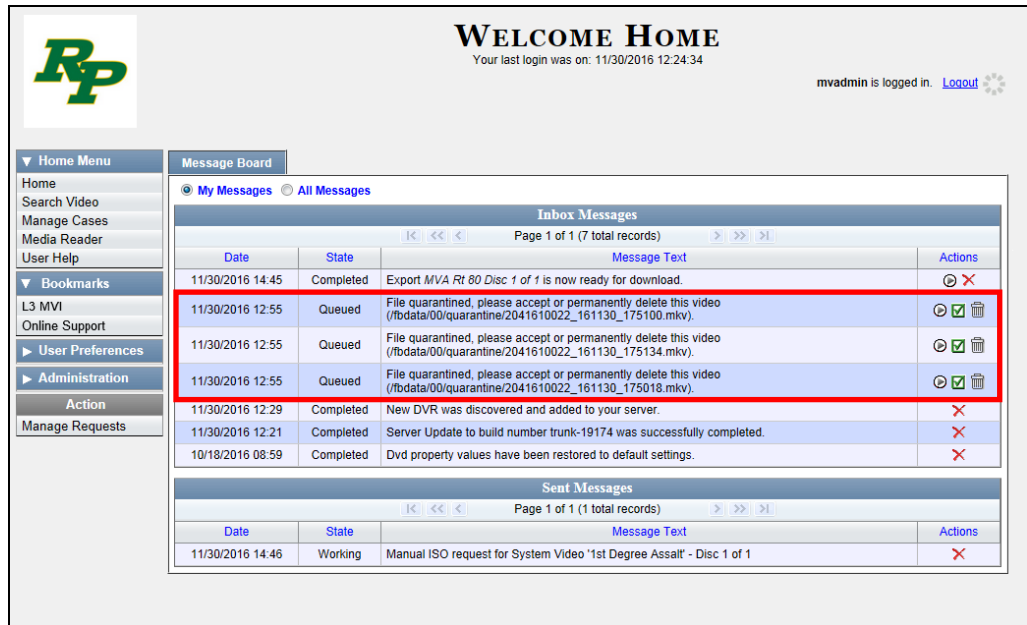 RP
WELCOME HOME
Your last login was on: 11/30/2016 12:24:34
mvadmin is logged in. Logout
Home Menu
Home
Search Video
Manage Cases
Media Reader
User Help
Bookmarks
L3 MVI
Online Support
User Preferences
Administration
Action
Manage Requests
Message Board
My Messages All Messages
Inbox Messages
|< << < Page 1 of 1 (7 total records) > >> >|
Date State Message Text Actions
11/30/2016 14:45 Completed Export MVA Rt 80 Disc 1 of 1 is now ready for download.
11/30/2016 12:55 Queued File quarantined, please accept or permanently delete this video
(/fbdata/00/quarantine/2041610022_161130_175100.mkv).
11/30/2016 12:55 Queued File quarantined, please accept or permanently delete this video
(/fbdata/00/quarantine/2041610022_161130_175134.mkv).
11/30/2016 12:55 Queued File quarantined, please accept or permanently delete this video
(/fbdata/00/quarantine/2041610022_161130_175018.mkv).
11/30/2016 12:29 Completed New DVR was discovered and added to your server.
11/30/2016 12:21 Completed Server Update to build number trunk-19174 was successfully completed.
10/18/2016 08:59 Completed Dvd property values have been restored to default settings.
Sent Messages
|< << < Page 1 of 1 (1 total records) > >> >|
Date State Message Text Actions
11/30/2016 14:46 Working Manual ISO request for System Video '1st Degree Assalt' - Disc 1 of 1